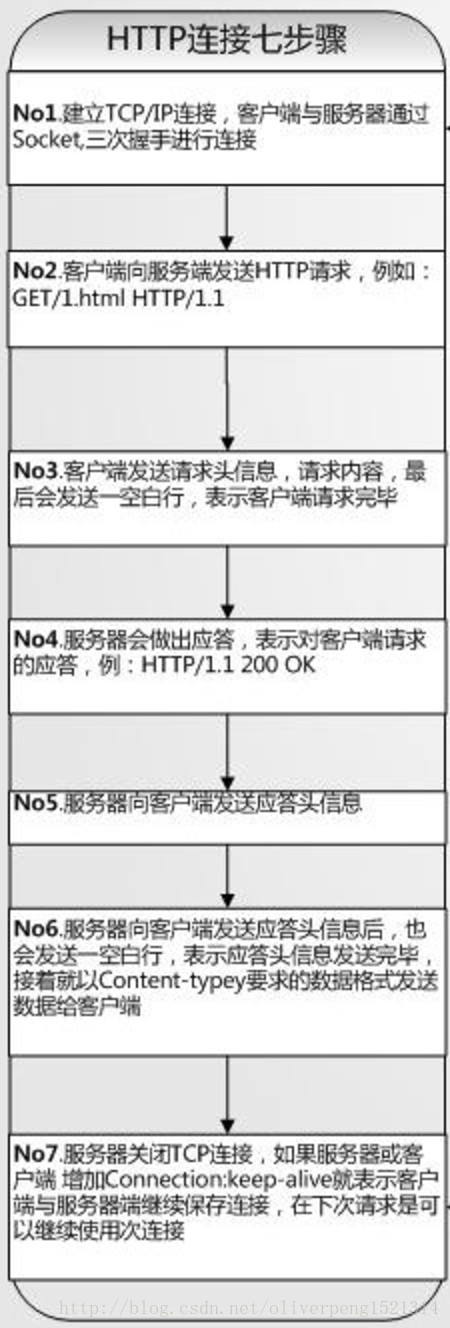 HTTP连接七步骤
No1.建立TCP/IP连接，客户端与服务器通过
Socket,三次握手进行连接
No2.客户端向服务端发送HTTP请求，例如：
GET/1.html HTTP/1.1
No3.客户端发送请求头信息，请求内容，最
后会发送一空白行，表示客户端请求完毕
No4.服务器会做出应答，表示对客户端请求
的应答，例：HTTP/1.1 200 OK
No5.服务器向客户端发送应答头信息
No6.服务器向客户端发送应答头信息后，也
会发送一空白行，表示应答头信息发送完毕，
接着就以Content-typey要求的数据格式发送
数据给客户端
No7.服务器关闭TCP连接，如果服务器或客
户端 增加Connection:keep-alive就表示客户
端与服务器端继续保存连接，在下次请求是可
以继续使用次连接
http://blog.csdn.net/oliverpeng1521314